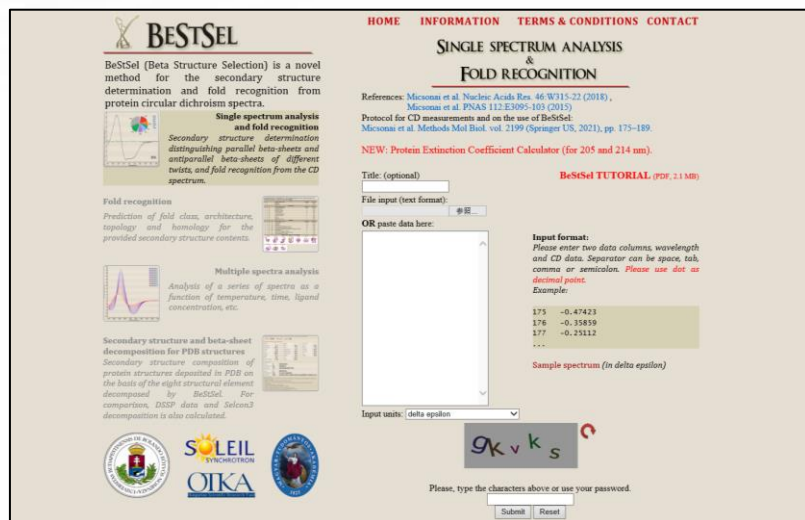 BESTSEL
BeStSel (Beta Structure Selection) is a novel
method for the secondary structure
determination and fold recognition from
protein circular dichroism spectra.
Single spectrum analysis
and fold recognition
Secondary structure determination
distinguishing parallel beta-sheets and
antiparallel beta-sheets of different
twists, and fold recognition from the CD
spectrum.
Fold recognition
Prediction of fold class, architecture,
topology and homology for the
provided secondary structure contents.
Multiple spectra analysis
Analysis of a series of spectra as a
function of temperature, time, ligand
concentration, etc.
Secondary structure and beta-sheet
decomposition for PDB structures
Secondary structure composition of
protein structures deposited in PDB on
the basis of the eight structural element
decomposed by BeStSel. For
comparison, DSSP data and Selcon3
decomposition is also calculated.
SOLEIL
SYNCHROTRON
OTKA
HOME INFORMATION TERMS & CONDITIONS CONTACT
SINGLE SPECTRUM ANALYSIS
&
FOLD RECOGNITION
References: Micsonai et al. Nucleic Acids Res. 46:W315-22 (2018) ,
Micsonai et al. PNAS 112:E3095-103 (2015)
Protocol for CD measurements and on the use of BeStSel:
Micsonai et al. Methods Mol Biol. vol. 2199 (Springer US, 2021), pp. 175–189.
NEW: Protein Extinction Coefficient Calculator (for 205 and 214 nm).
Title: (optional)
BeStSel TUTORIAL (PDF, 2.1 MB)
File input (text format):
参照...
OR paste data here:
Input format:
Please enter two data columns, wavelength
and CD data. Separator can be space, tab,
comma or semicolon. Please use dot as
decimal point.
Example:
175 -0.47423
176 -0.35859
177 -0.25112
...
Sample spectrum (in delta epsilon)
Input units: delta epsilon
gK v k s
Please, type the characters above or use your password.
Submit Reset